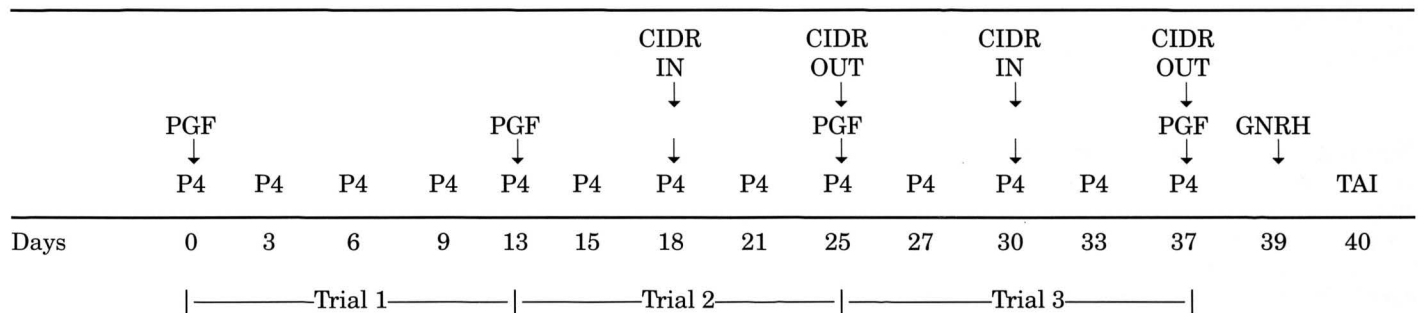 CIDR CIDR CIDR CIDR
IN OUT IN OUT
PGF PGF PGF PGF GNRH
P4 P4 P4 P4 P4 P4 P4 P4 P4 P4 P4 P4 P4 TAI
Days 0 3 6 9 13 15 18 21 25 27 30 33 37 39 40
Trial 1 Trial 2 Trial 3